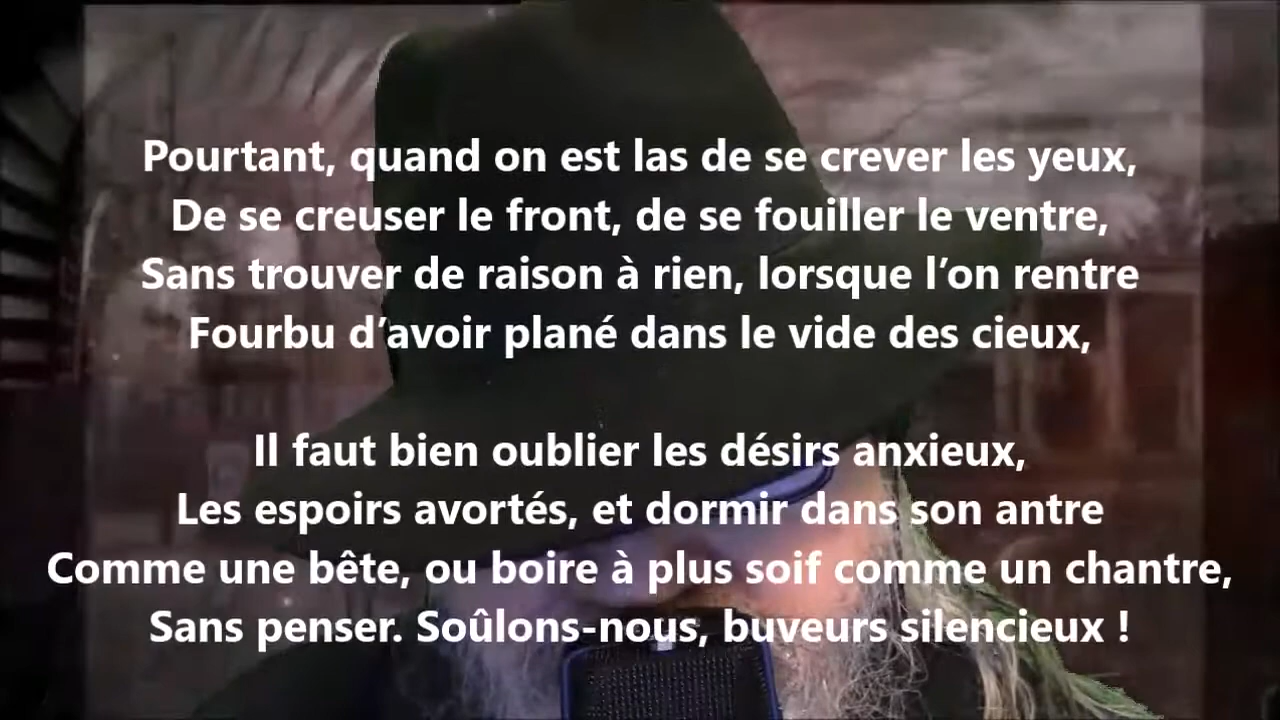 Pourtant, quand on est las de se crever les yeux,
De se creuser le front, de se fouiller le ventre,
Sans trouver de raison à rien, lorsque l’on rentre
Fourbu d’avoir plané dans le vide des cieux,
Il faut bien oublier les désirs anxieux,
Les espoirs avortés, et dormir dans son antre
Comme une bête, ou boire à plus soif comme un chantre,
Sans penser. Soûlons-nous, buveurs silencieux !